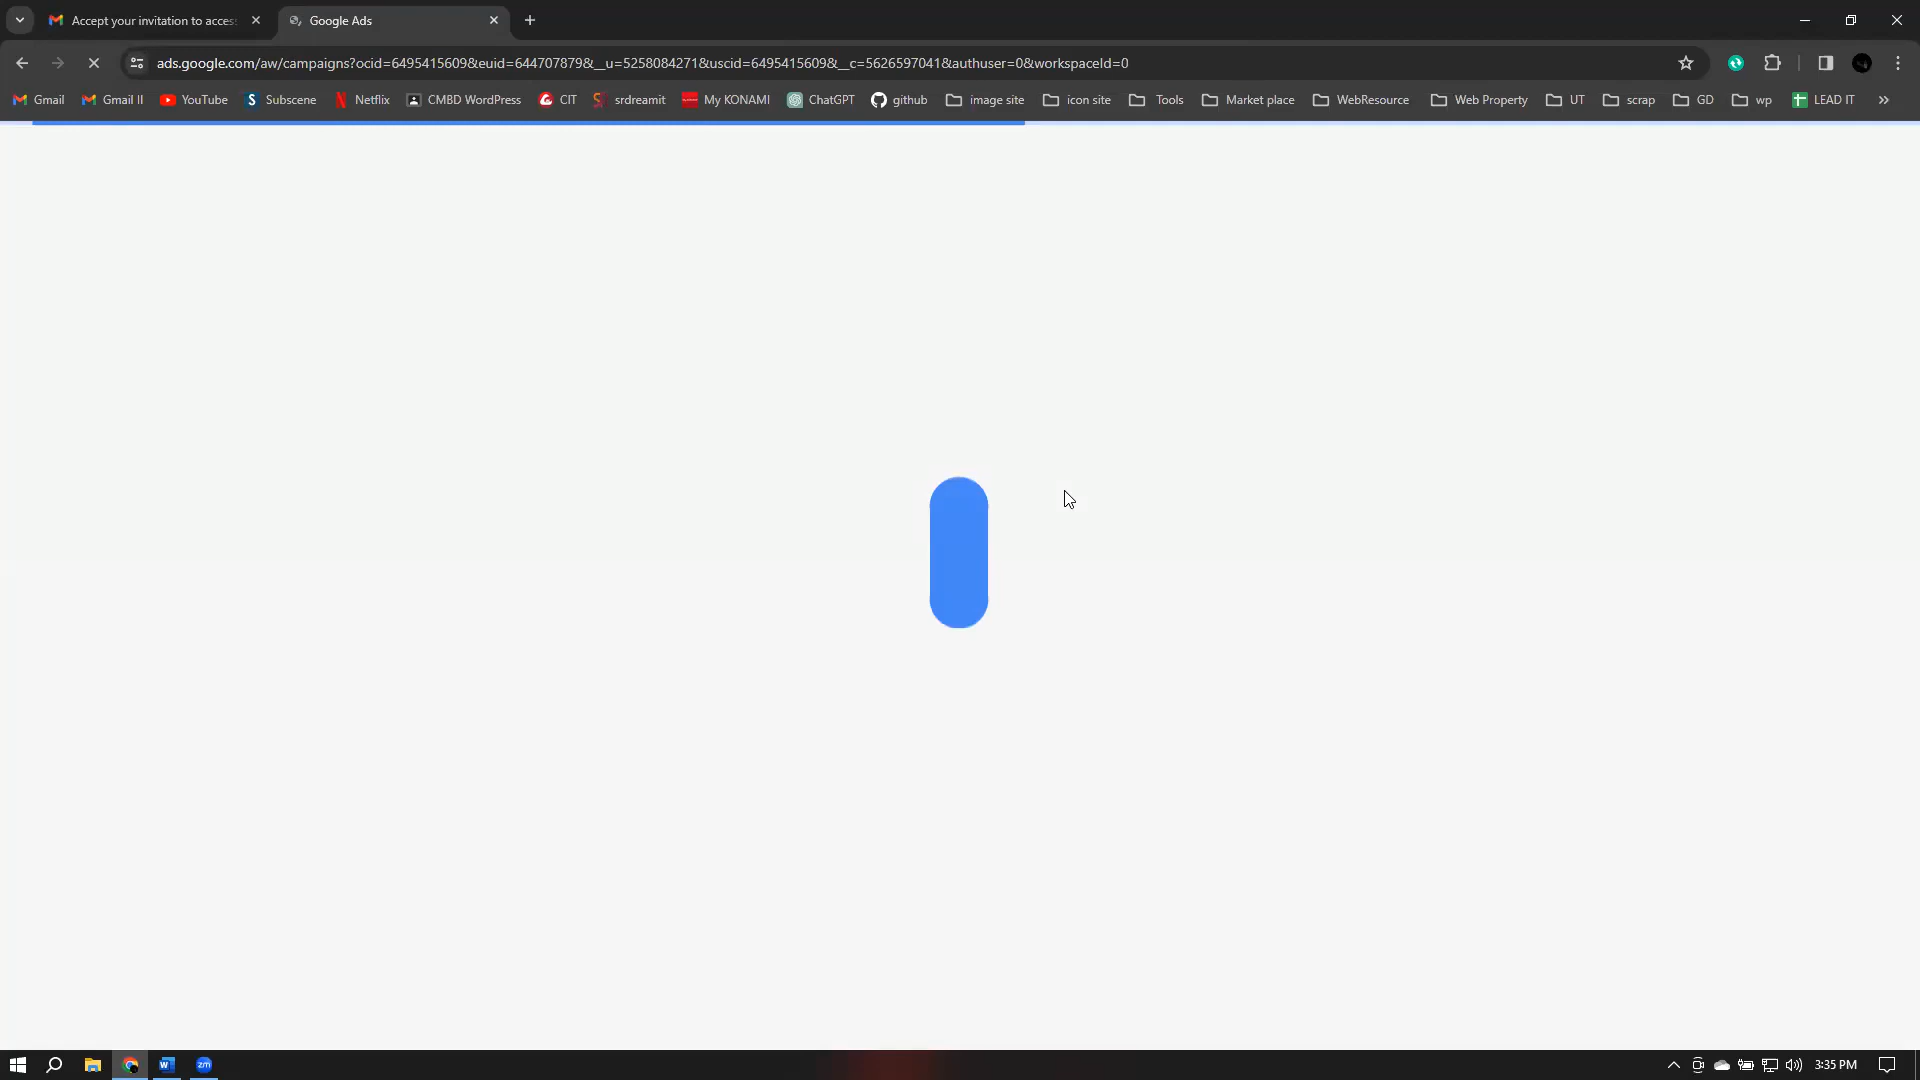 Accept your invitation to acces
Google Ads
ads.google.com/aw/campaigns?ocid=6495415609&euid=644707879&__u=5258084271&uscid=6495415609&__c=5626597041&authuser=0&workspaceId=0
Gmail Gmail II YouTube Subscene Netflix CMBD WordPress CIT srdreamit My KONAMI ChatGPT github image site icon site Tools Market place WebResource Web Property UT scrap GD wp LEAD IT
W zm 3:35 PM